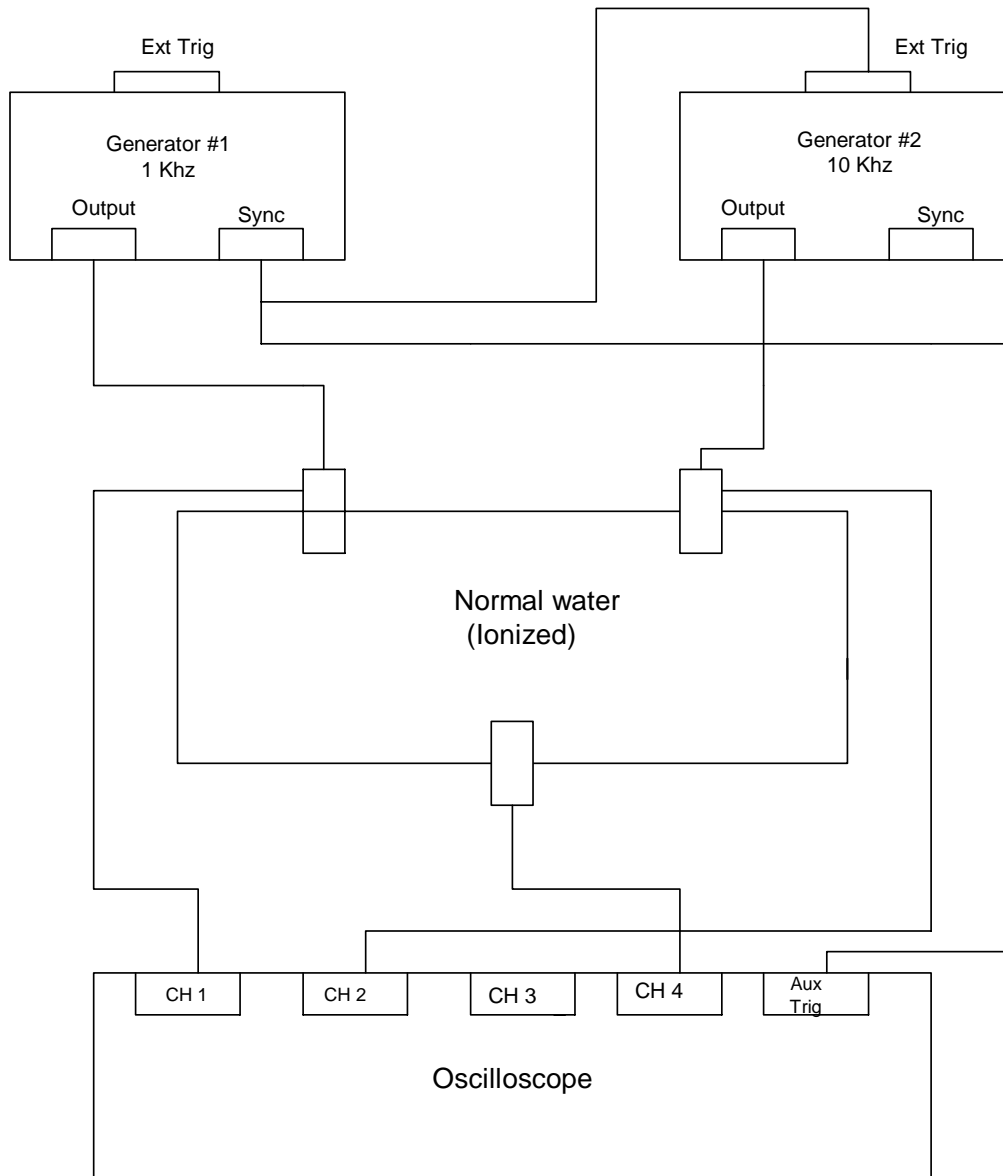 Ext Trig
Ext Trig
Generator #1
1 Khz
Generator #2
10 Khz
Output
Sync
Output
Sync
Normal water
(Ionized)
CH 1
CH 2
CH 3
CH 4
Aux
Trig
Oscilloscope